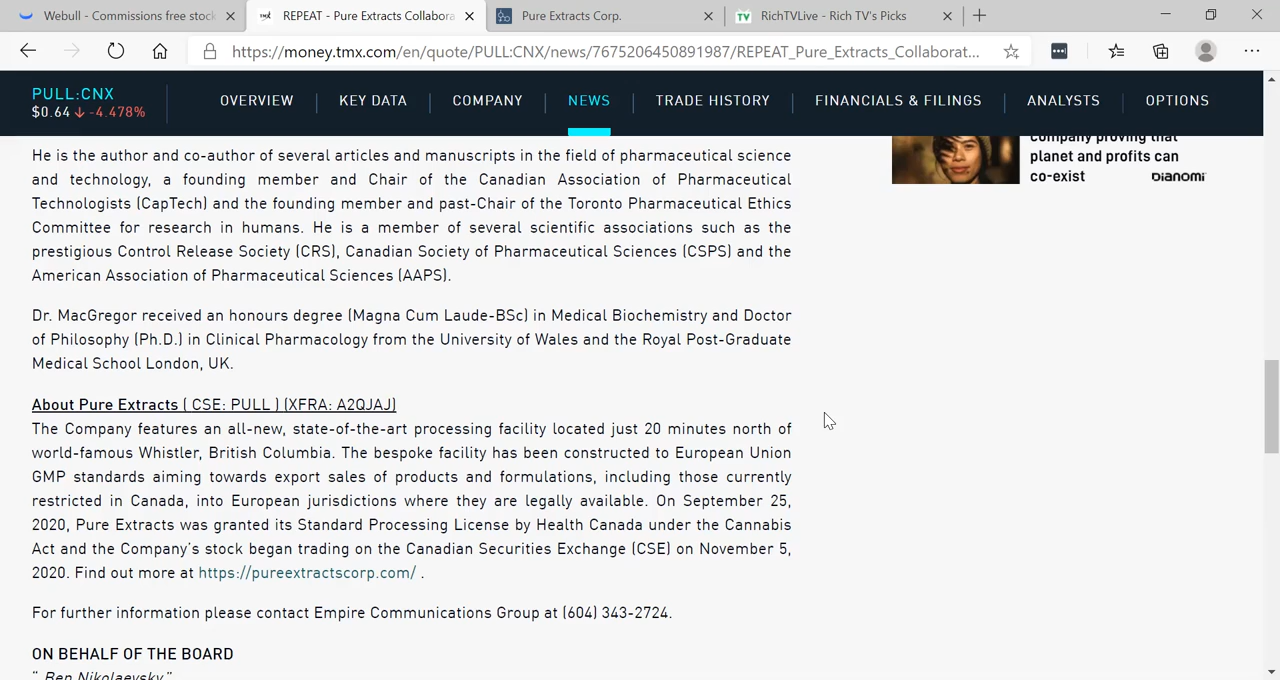 Webull - Commissions free stock
REPEAT - Pure Extracts Collabora
Pure Extracts Corp.
RichTVLive - Rich TV's Picks
https://money.tmx.com/en/quote/PULL:CNX/news/7675206450891987/REPEAT_Pure_Extracts_Collaborat...
PULL:CNX
$0.64 ↓ -4.478%
OVERVIEW
KEY DATA
COMPANY
NEWS
TRADE HISTORY
FINANCIALS & FILINGS
ANALYSTS
OPTIONS
He is the author and co-author of several articles and manuscripts in the field of pharmaceutical science
and technology, a founding member and Chair of the Canadian Association of Pharmaceutical
Technologists (CapTech) and the founding member and past-Chair of the Toronto Pharmaceutical Ethics
Committee for research in humans. He is a member of several scientific associations such as the
prestigious Control Release Society (CRS), Canadian Society of Pharmaceutical Sciences (CSPS) and the
American Association of Pharmaceutical Sciences (AAPS).
Dr. MacGregor received an honours degree (Magna Cum Laude-BSc) in Medical Biochemistry and Doctor
of Philosophy (Ph.D.) in Clinical Pharmacology from the University of Wales and the Royal Post-Graduate
Medical School London, UK.
About Pure Extracts ( CSE: PULL ) (XFRA: A2QJAJ)
The Company features an all-new, state-of-the-art processing facility located just 20 minutes north of
world-famous Whistler, British Columbia. The bespoke facility has been constructed to European Union
GMP standards aiming towards export sales of products and formulations, including those currently
restricted in Canada, into European jurisdictions where they are legally available. On September 25,
2020, Pure Extracts was granted its Standard Processing License by Health Canada under the Cannabis
Act and the Company's stock began trading on the Canadian Securities Exchange (CSE) on November 5,
2020. Find out more at https://pureextractscorp.com/ .
For further information please contact Empire Communications Group at (604) 343-2724.
ON BEHALF OF THE BOARD
" Ben Nikolaevsky"
company proving that
planet and profits can
co-exist
DIANOMI
TMX
TV